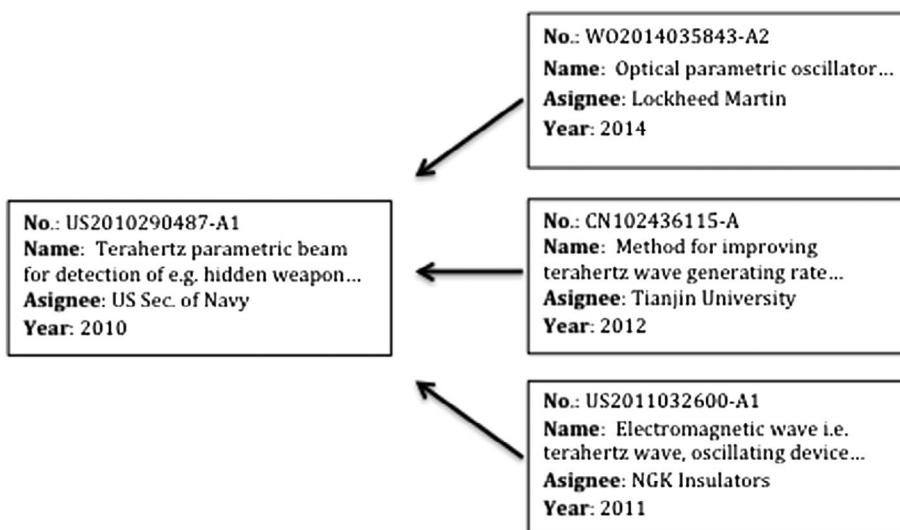 No.: US2010290487-A1
Name: Terahertz parametric beam
for detection of e.g. hidden weapon...
Asignee: US Sec. of Navy
Year: 2010
No.: WO2014035843-A2
Name: Optical parametric oscillator...
Asignee: Lockheed Martin
Year: 2014
No.: CN102436115-A
Name: Method for improving
terahertz wave generating rate...
Asignee: Tianjin University
Year: 2012
No.: US2011032600-A1
Name: Electromagnetic wave i.e.
terahertz wave, oscillating device...
Asignee: NGK Insulators
Year: 2011